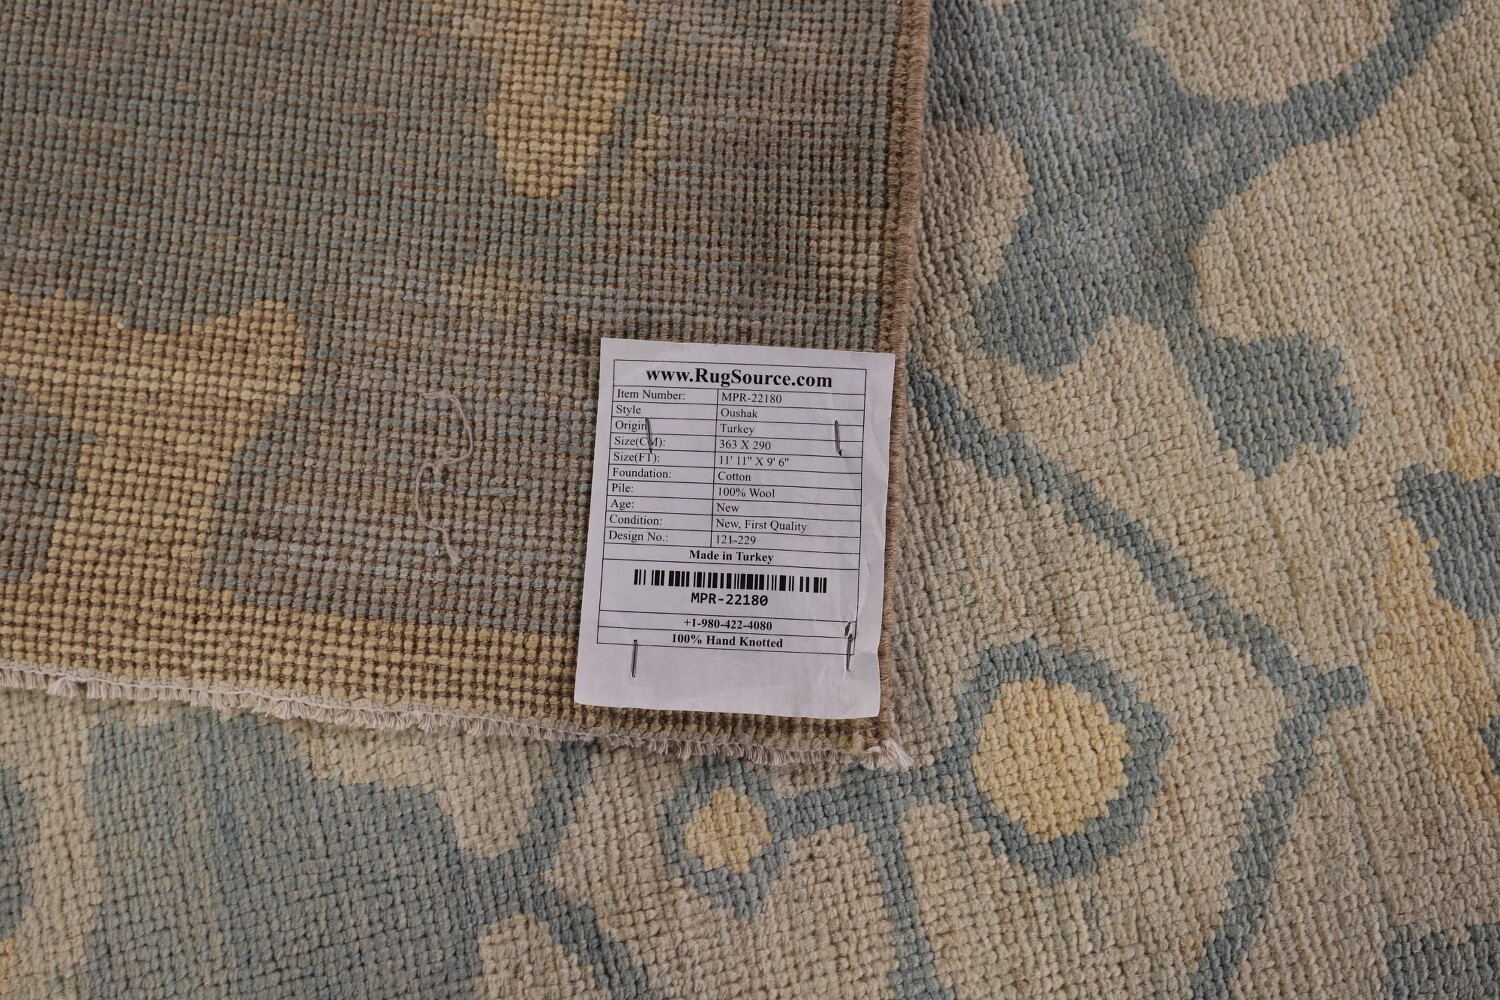 www.RugSource.com
Item Number: MPR-22180
Style Oushak
Origin Turkey
Size(CM): 363 X 290
Size(FT): 11' 11" X 9' 6"
Foundation: Cotton
Pile: 100% Wool
Age: New
Condition: New, First Quality
Design No.: 121-229
Made in Turkey
MPR-22180
+1-980-422-4080
100% Hand Knotted